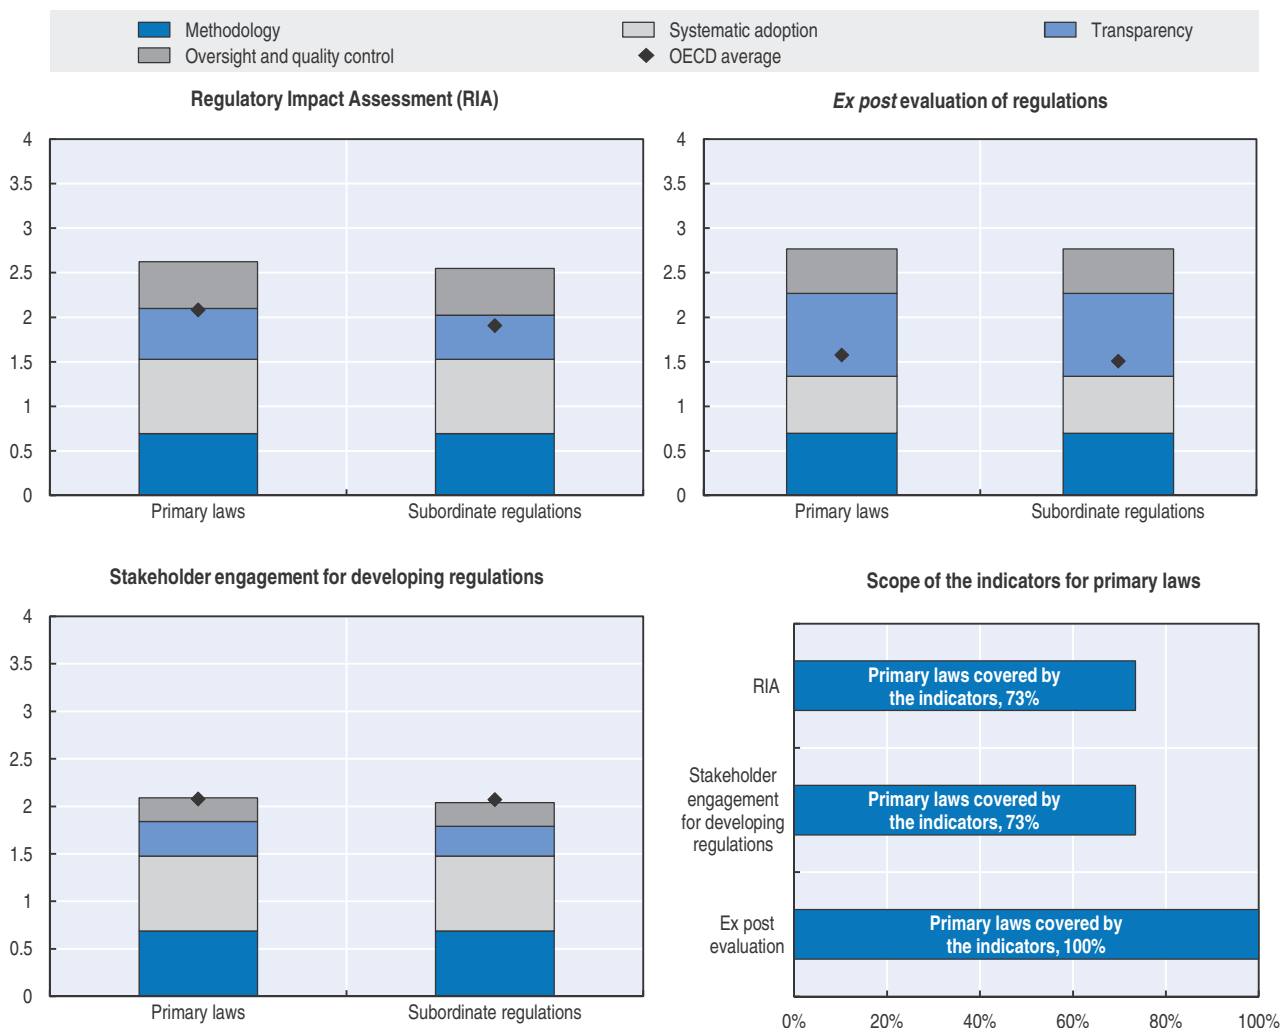 Methodology
Systematic adoption
Transparency
Oversight and quality control
OECD average
Regulatory Impact Assessment (RIA)
4
3.5
3
2.5
2
1.5
1
0.5
0
Primary laws
Subordinate regulations
Ex post evaluation of regulations
4
3.5
3
2.5
2
1.5
1
0.5
0
Primary laws
Subordinate regulations
Stakeholder engagement for developing regulations
4
3.5
3
2.5
2
1.5
1
0.5
0
Primary laws
Subordinate regulations
Scope of the indicators for primary laws
RIA
Primary laws covered by
the indicators, 73%
Stakeholder
engagement
for developing
regulations
Primary laws covered by
the indicators, 73%
Ex post
evaluation
Primary laws covered by
the indicators, 100%
0%
20%
40%
60%
80%
100%